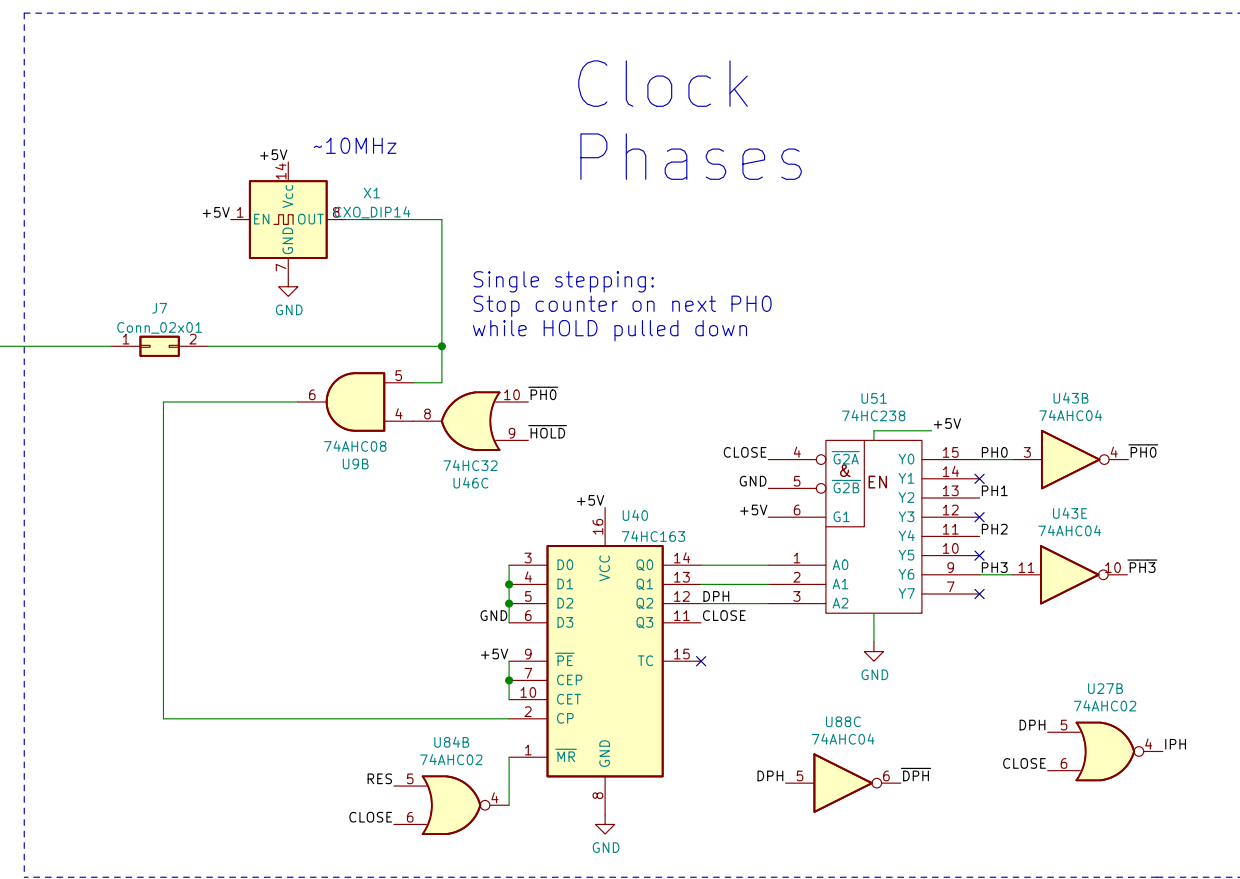 Clock
Phases
~10MHz
+5V
14
Vcc
X1
CXO_DIP14
+5V 1 EN OUT 8
GND
7
GND
Single stepping:
Stop counter on next PH0
while HOLD pulled down
J7
Conn_02x01
1 2
6 5
4 8
10 PH0
9 HOLD
74AHC08
U9B
74HC32
U46C
U51
74HC238
+5V
CLOSE 4 G2A
GND 5 G2B
+5V 6 G1
& EN
Y0 15 PH0
Y1 14
Y2 13 PH1
Y3 12
Y4 11 PH2
Y5 10
Y6 9 PH3
Y7 7
1 A0
2 A1
3 A2
GND
U43B
74AHC04
3 4 PH0
U43E
74AHC04
11 10 PH3
+5V
16
VCC
U40
74HC163
3 D0 Q0 14
4 D1 Q1 13
5 D2 Q2 12 DPH
GND 6 D3 Q3 11 CLOSE
+5V 9 PE TC 15
7 CEP
10 CET
2 CP
1 MR
GND
8
GND
U84B
74AHC02
RES 5
4
CLOSE 6
U88C
74AHC04
DPH 5 6 DPH
U27B
74AHC02
DPH 5
4 IPH
CLOSE 6